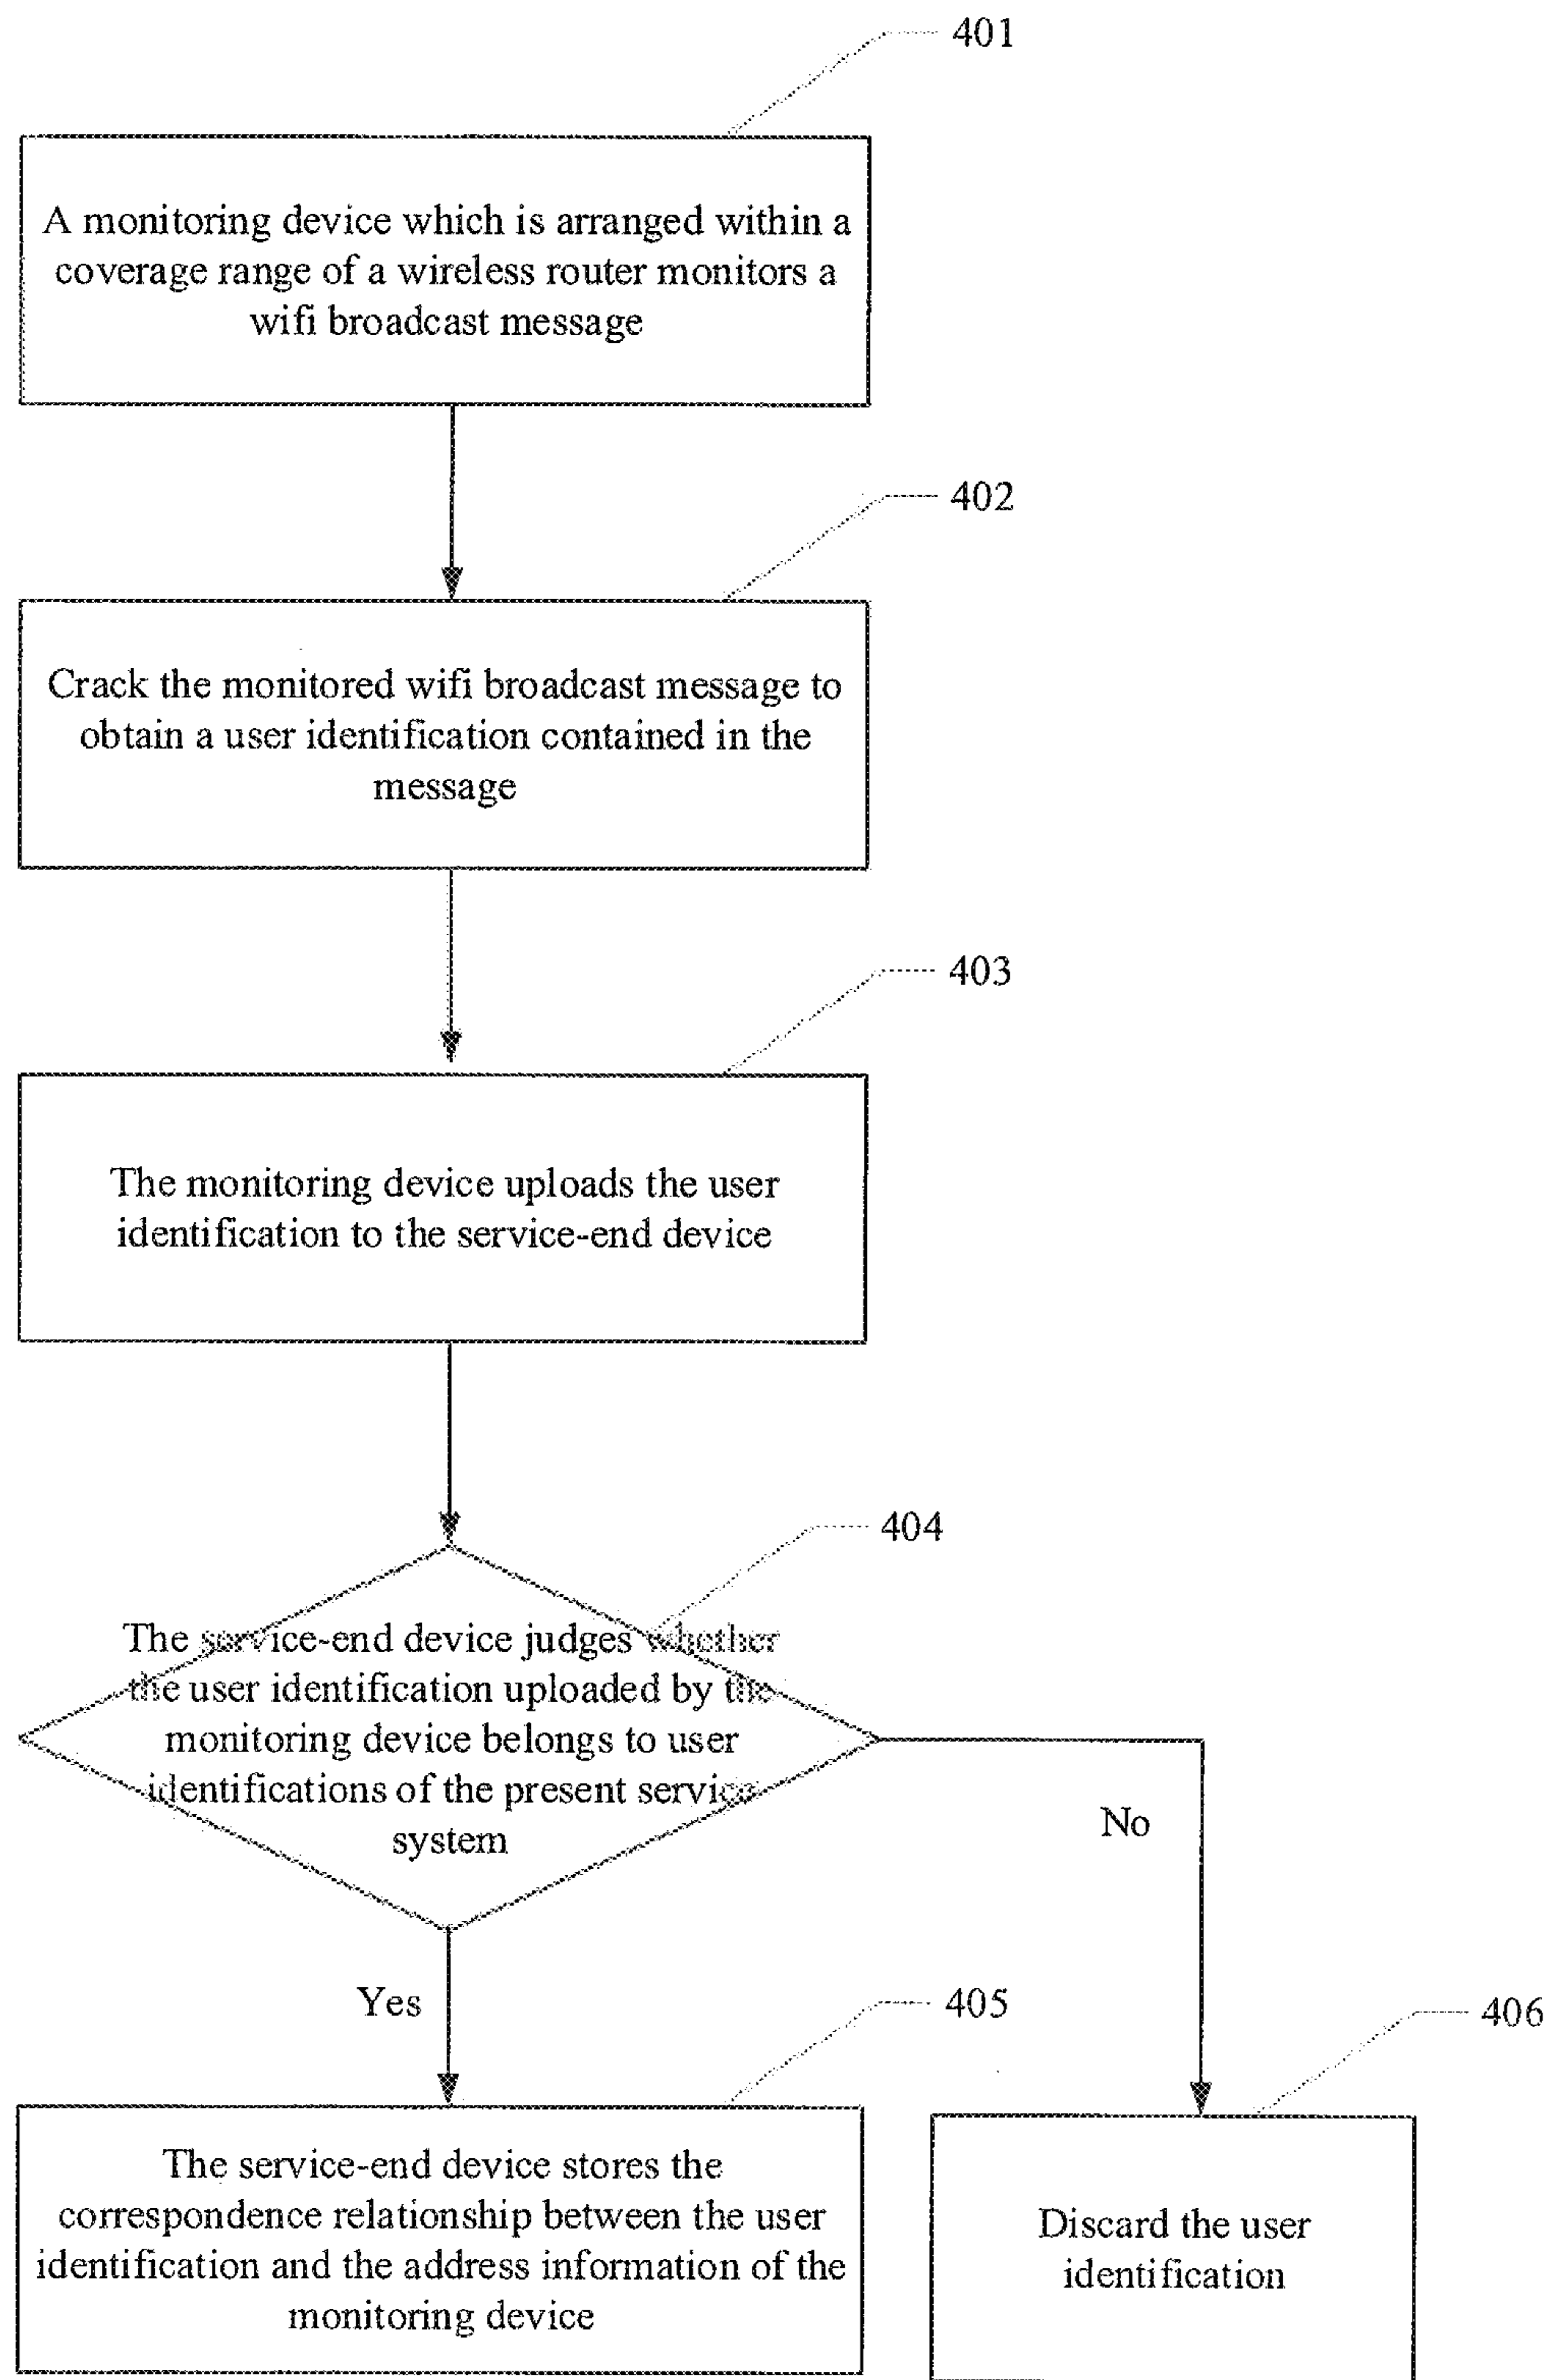 401
A monitoring device which is arranged within a
coverage range of a wireless router monitors a
wifi broadcast message
402
Crack the monitored wifi broadcast message to
obtain a user identification contained in the
message
403
The monitoring device uploads the user
identification to the service-end device
404
The service-end device judges whether
the user identification uploaded by the
monitoring device belongs to user
identifications of the present service
system
No
Yes
405
406
The service-end device stores the
correspondence relationship between the user
identification and the address information of the
monitoring device
Discard the user
identification